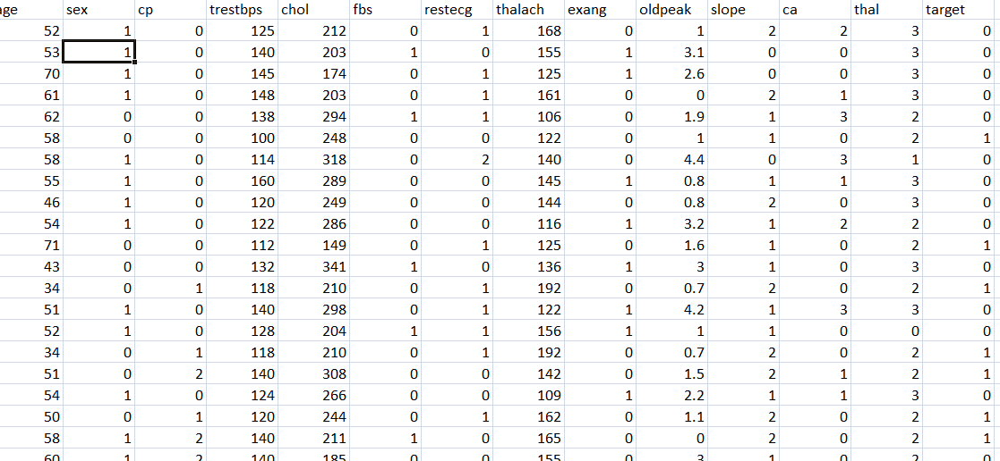 ge sex cp trestbps chol fbs restecg thalach exang oldpeak slope ca thal target
52 1 0 125 212 0 1 168 0 1 2 2 3 0
53 1 0 140 203 1 0 155 1 3.1 0 0 3 0
70 1 0 145 174 0 1 125 1 2.6 0 0 3 0
61 1 0 148 203 0 1 161 0 0 2 1 3 0
62 0 0 138 294 1 1 106 0 1.9 1 3 2 0
58 0 0 100 248 0 0 122 0 1 1 0 2 1
58 1 0 114 318 0 2 140 0 4.4 0 3 1 0
55 1 0 160 289 0 0 145 1 0.8 1 1 3 0
46 1 0 120 249 0 0 144 0 0.8 2 0 3 0
54 1 0 122 286 0 0 116 1 3.2 1 2 2 0
71 0 0 112 149 0 1 125 0 1.6 1 0 2 1
43 0 0 132 341 1 0 136 1 3 1 0 3 0
34 0 1 118 210 0 1 192 0 0.7 2 0 2 1
51 1 0 140 298 0 1 122 1 4.2 1 3 3 0
52 1 0 128 204 1 1 156 1 1 1 0 0 0
34 0 1 118 210 0 1 192 0 0.7 2 0 2 1
51 0 2 140 308 0 0 142 0 1.5 2 1 2 1
54 1 0 124 266 0 0 109 1 2.2 1 1 3 0
50 0 1 120 244 0 1 162 0 1.1 2 0 2 1
58 1 2 140 211 1 0 165 0 0 2 0 2 1
60 1 2 140 185 0 0 155 0 3 1 0 2 0